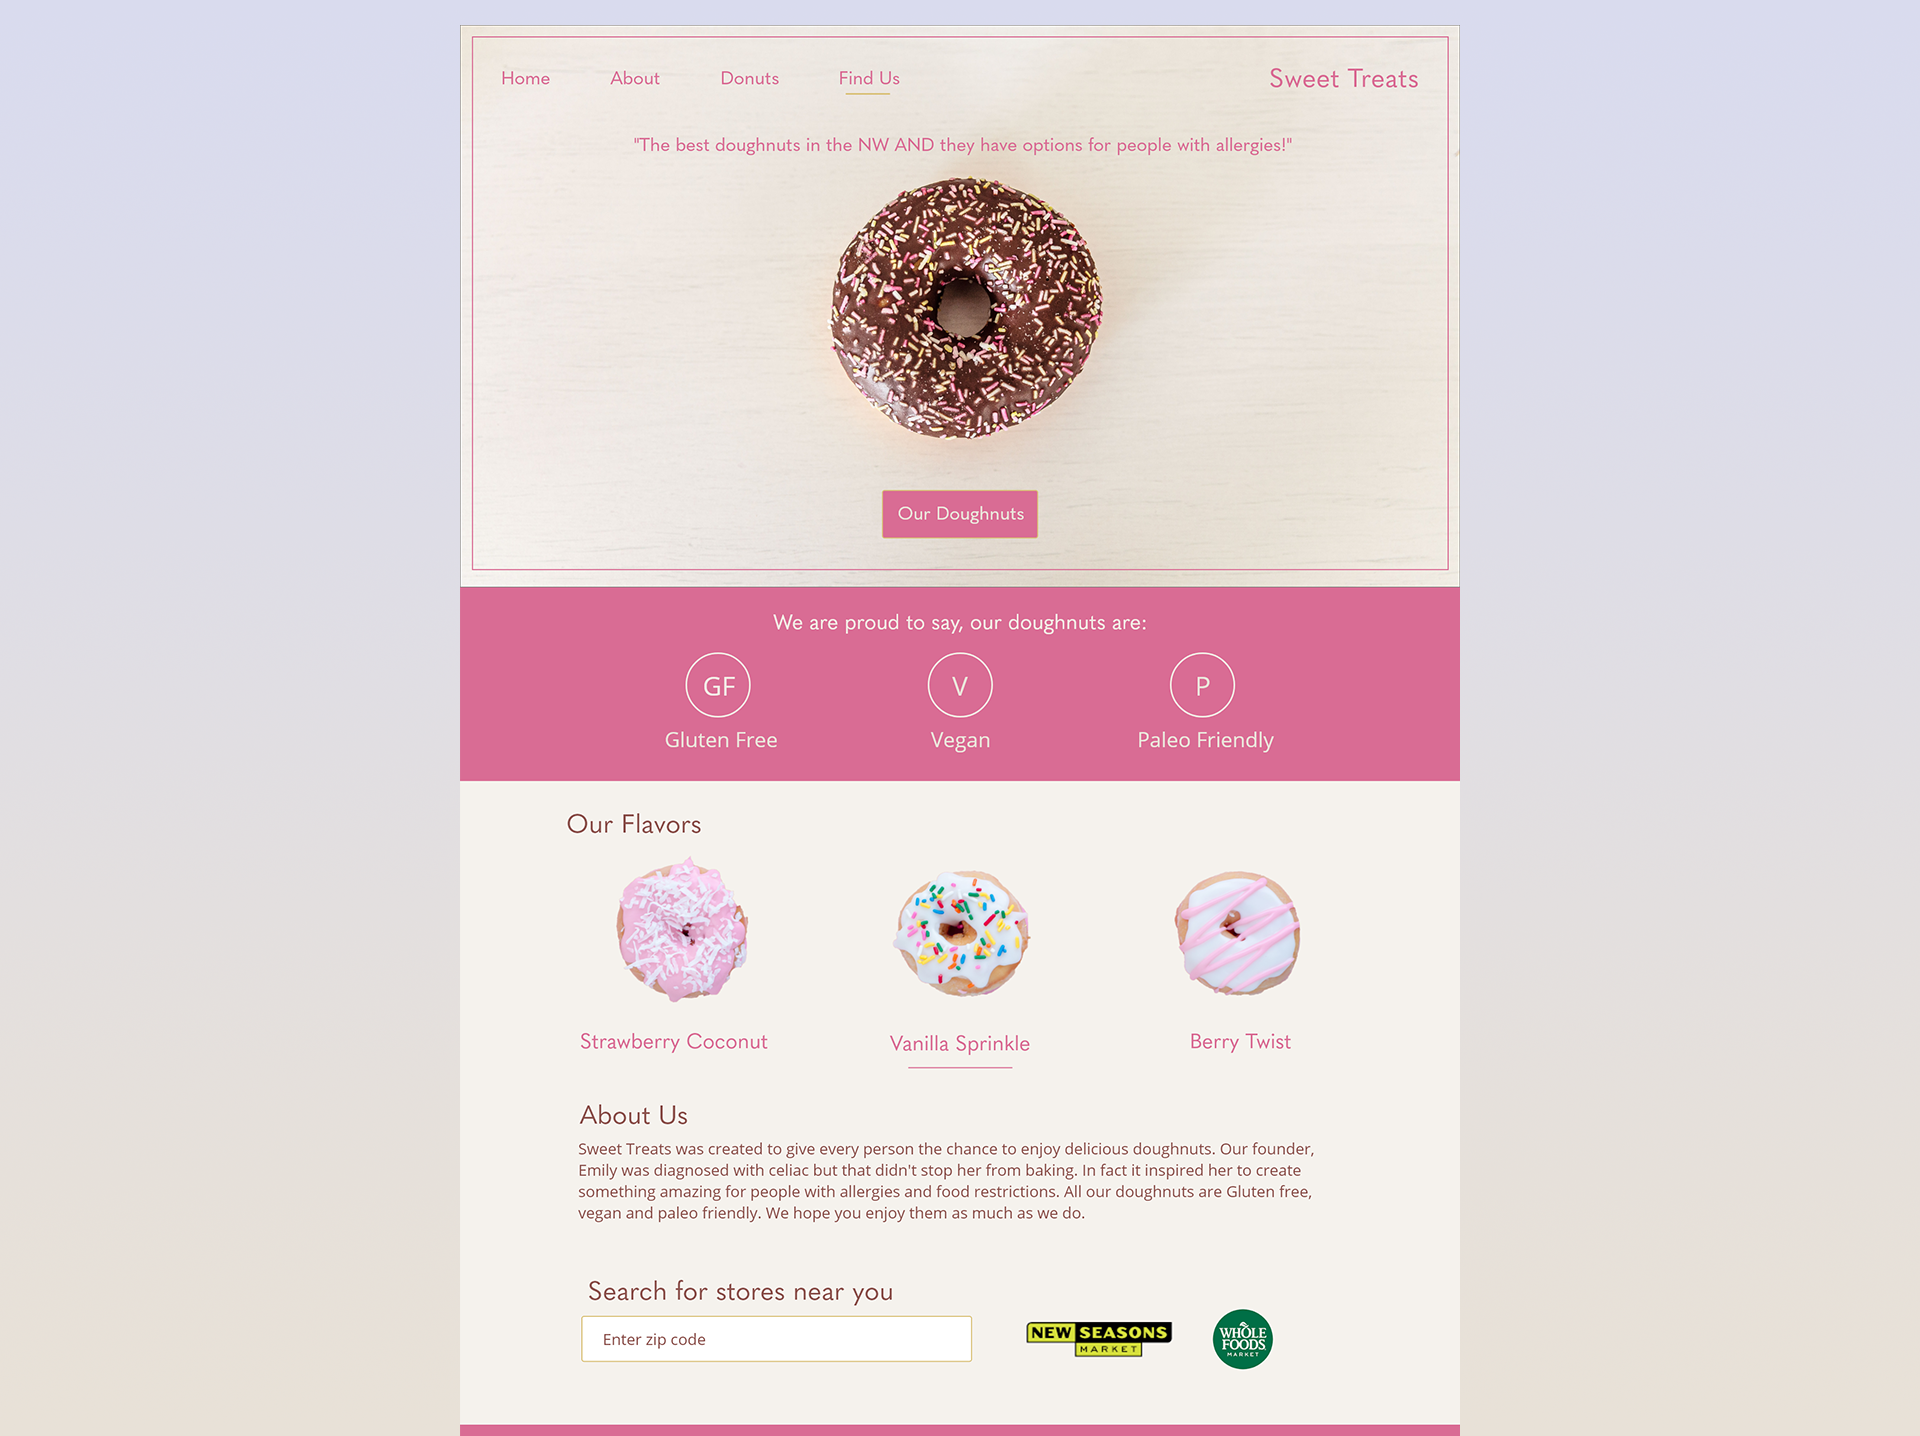 Home About Donuts Find Us Sweet Treats
"The best doughnuts in the NW AND they have options for people with allergies!"
Our Doughnuts
We are proud to say, our doughnuts are:
GF V P
Gluten Free Vegan Paleo Friendly
Our Flavors
Strawberry Coconut Vanilla Sprinkle Berry Twist
About Us
Sweet Treats was created to give every person the chance to enjoy delicious doughnuts. Our founder,
Emily was diagnosed with celiac but that didn't stop her from baking. In fact it inspired her to create
something amazing for people with allergies and food restrictions. All our doughnuts are Gluten free,
vegan and paleo friendly. We hope you enjoy them as much as we do.
Search for stores near you
Enter zip code
NEW SEASONS
MARKET
WHOLE
FOODS
MARKET